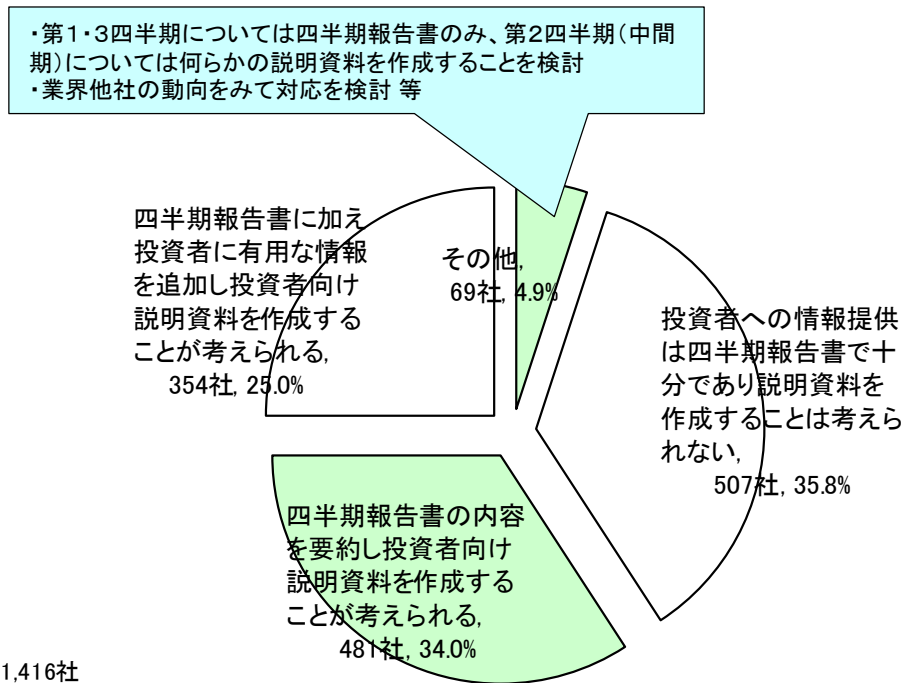 ・第1・3四半期については四半期報告書のみ、第2四半期(中間
期)については何らかの説明資料を作成することを検討
・業界他社の動向をみて対応を検討 等
四半期報告書に加え
投資者に有用な情報
を追加し投資者向け
説明資料を作成する
ことが考えられる,
354社, 25.0%
その他,
69社, 4.9%
投資者への情報提供
は四半期報告書で十
分であり説明資料を
作成することは考えら
れない,
507社, 35.8%
四半期報告書の内容
を要約し投資者向け
説明資料を作成する
ことが考えられる,
481社, 34.0%
1,416社